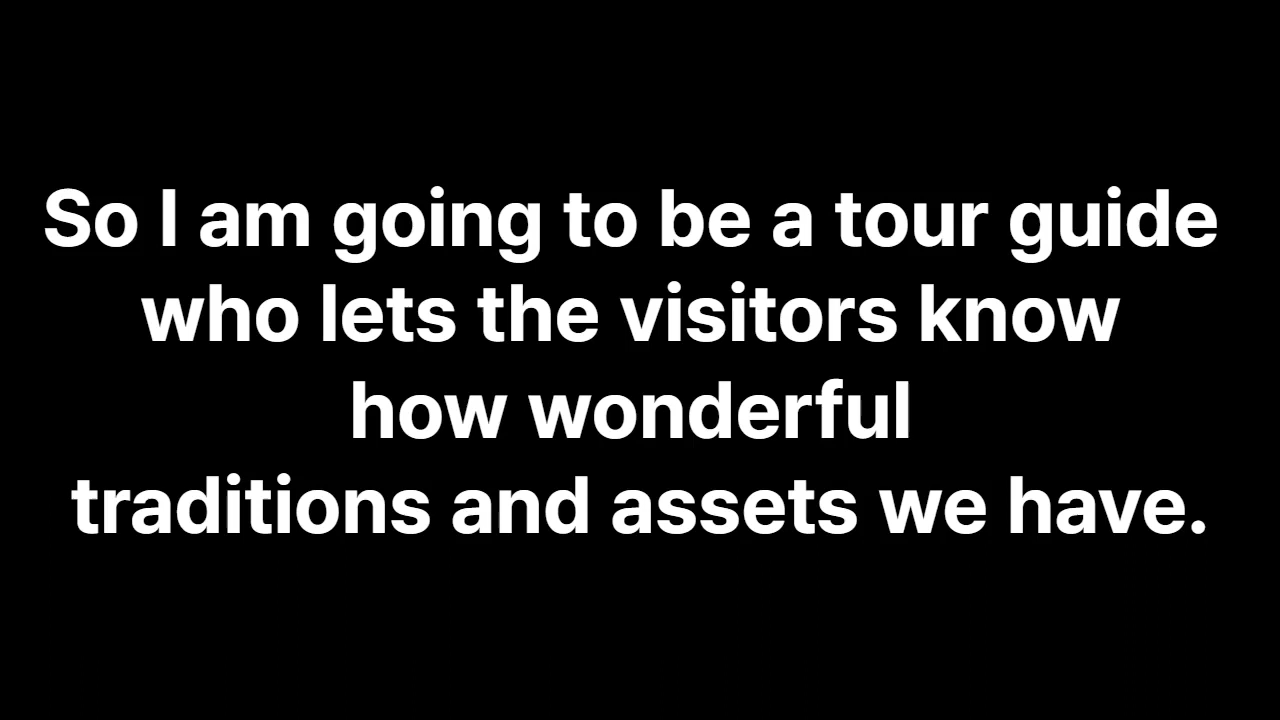 So I am going to be a tour guide
who lets the visitors know
how wonderful
traditions and assets we have.